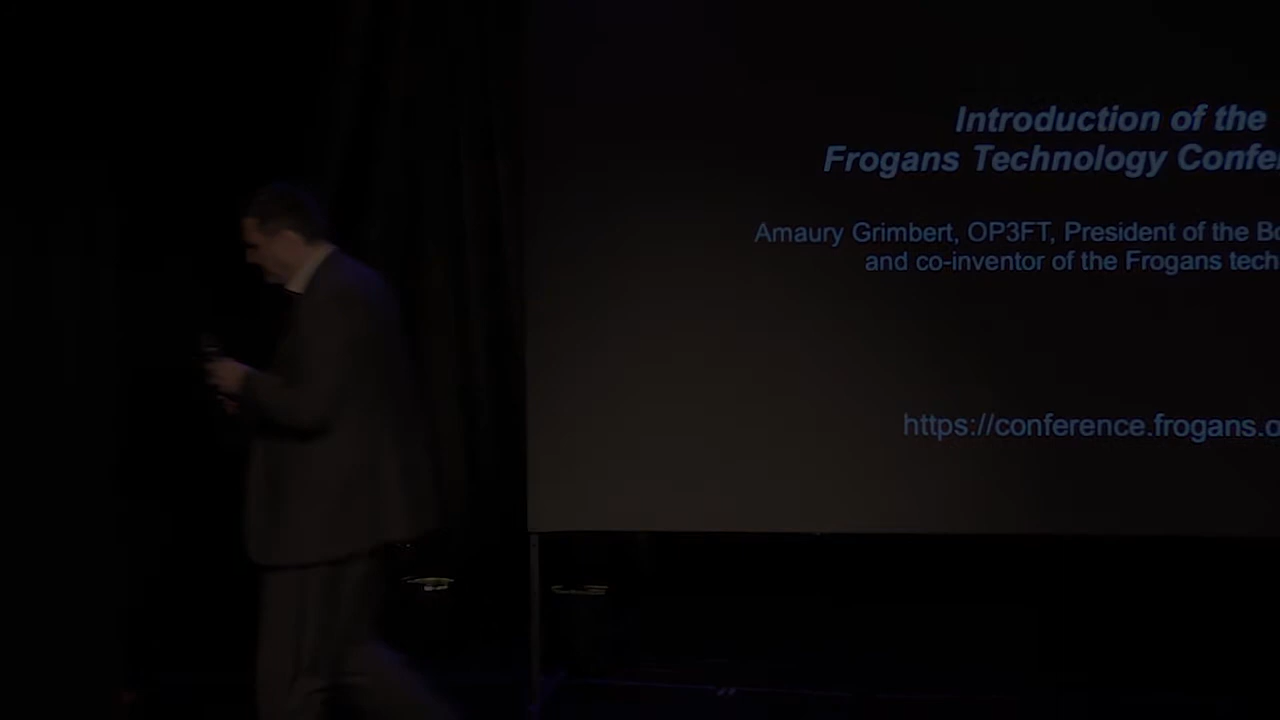 Introduction of the
Frogans Technology Confe
Amaury Grimbert, OP3FT, President of the Bo
and co-inventor of the Frogans tech
https://conference.frogans.o